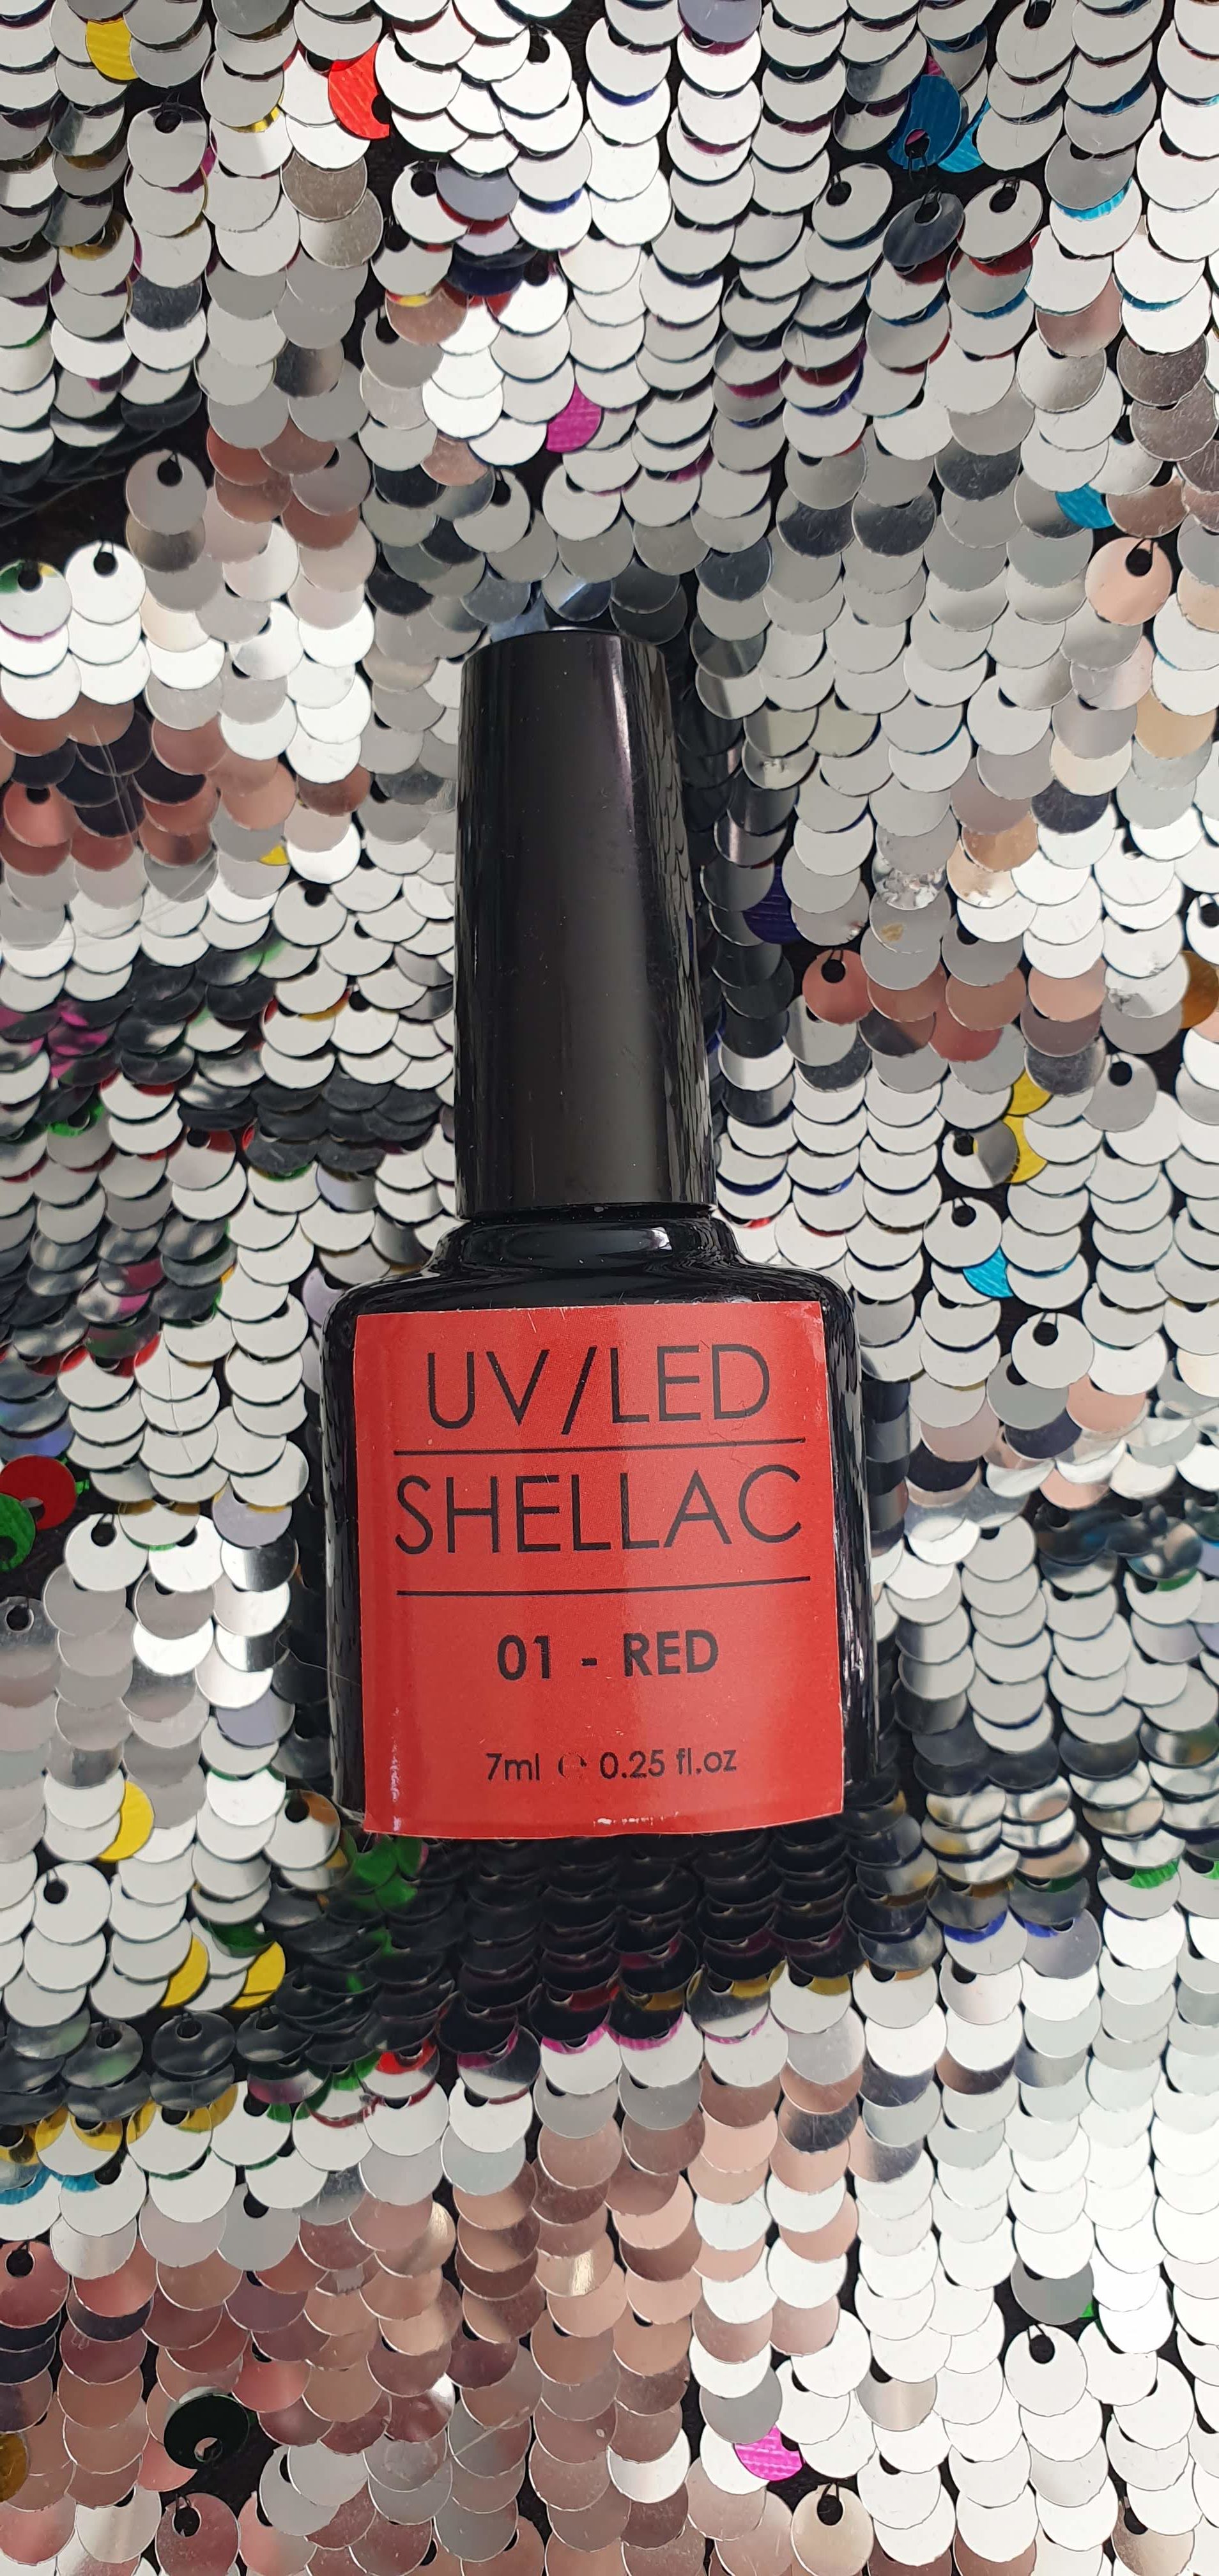 UV/LED
SHELLAC
01 - RED
7ml ℮ 0.25 fl.oz